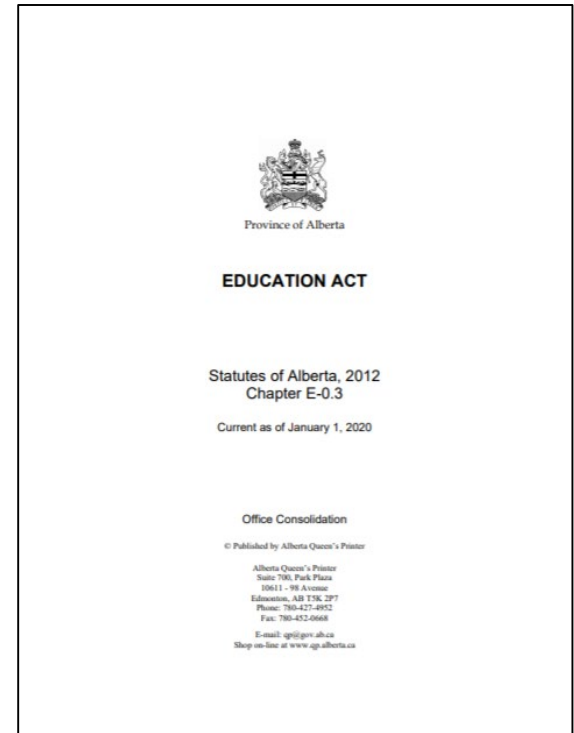 Province of Alberta
EDUCATION ACT
Statutes of Alberta, 2012
Chapter E-0.3
Current as of January 1, 2020
Office Consolidation
© Published by Alberta Queen's Printer
Alberta Queen's Printer
Suite 700, Park Plaza
10611 - 98 Avenue
Edmonton, AB T5K 2P7
Phone: 780-427-4952
Fax: 780-452-0668
E-mail: qp@gov.ab.ca
Shop on-line at www.qp.alberta.ca